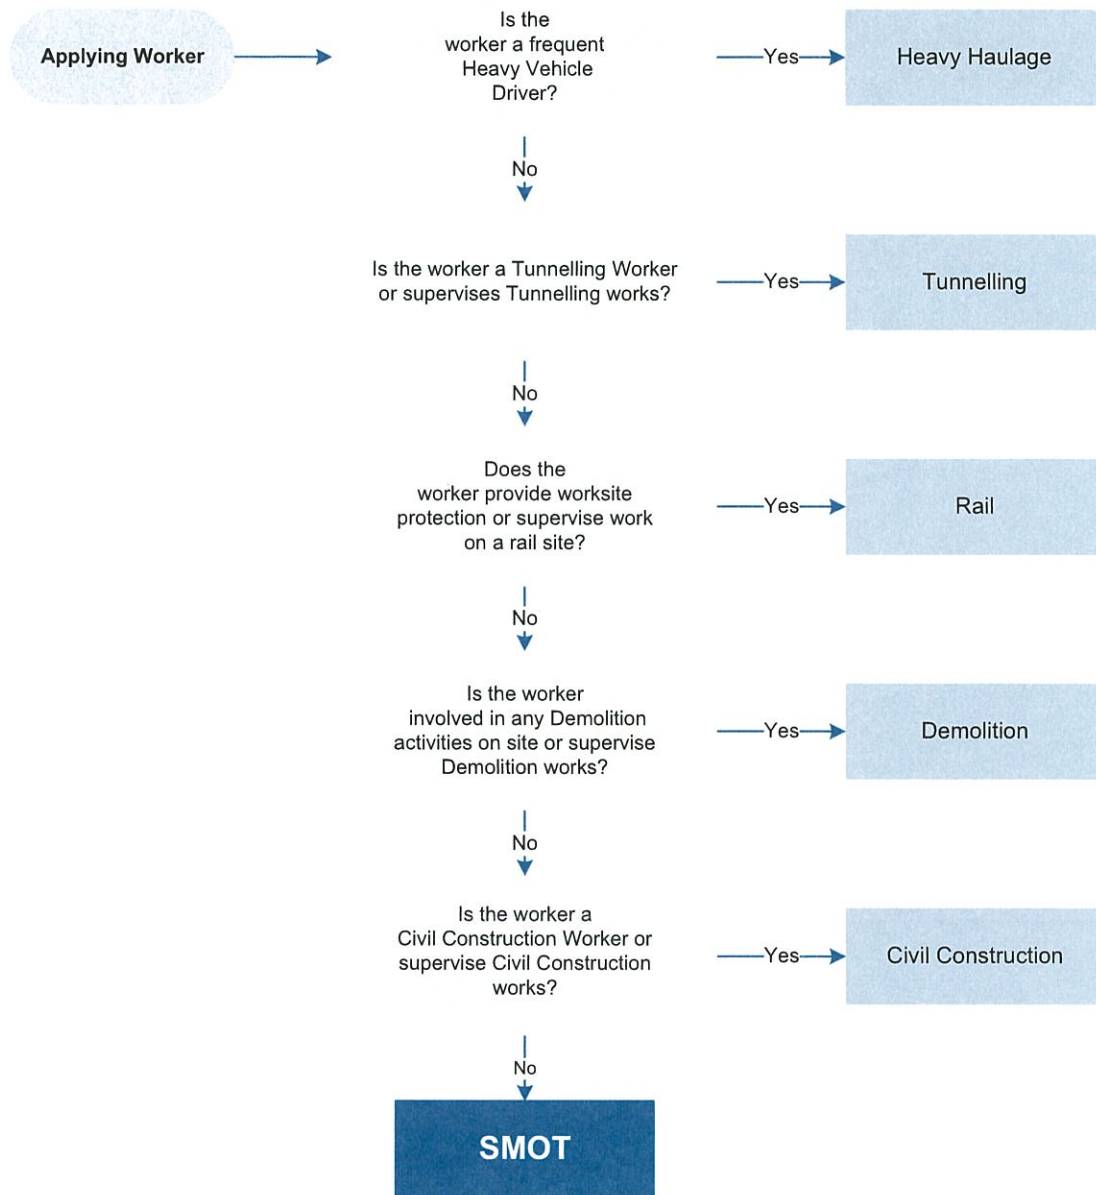 Applying Worker
Is the
worker a frequent
Heavy Vehicle
Driver?
Yes
Heavy Haulage
No
Is the worker a Tunnelling Worker
or supervises Tunnelling works?
Yes
Tunnelling
No
Does the
worker provide worksite
protection or supervise work
on a rail site?
Yes
Rail
No
Is the worker
involved in any Demolition
activities on site or supervise
Demolition works?
Yes
Demolition
No
Is the worker a
Civil Construction Worker or
supervise Civil Construction
works?
Yes
Civil Construction
No
SMOT